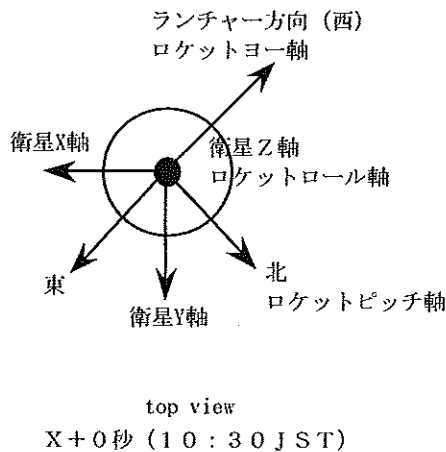 ランチャー方向（西）
ロケットヨー軸
衛星X軸
衛星Ｚ軸
ロケットロール軸
東
北
衛星Y軸
ロケットピッチ軸
top view
Ｘ＋０秒（１０：３０ＪＳＴ）